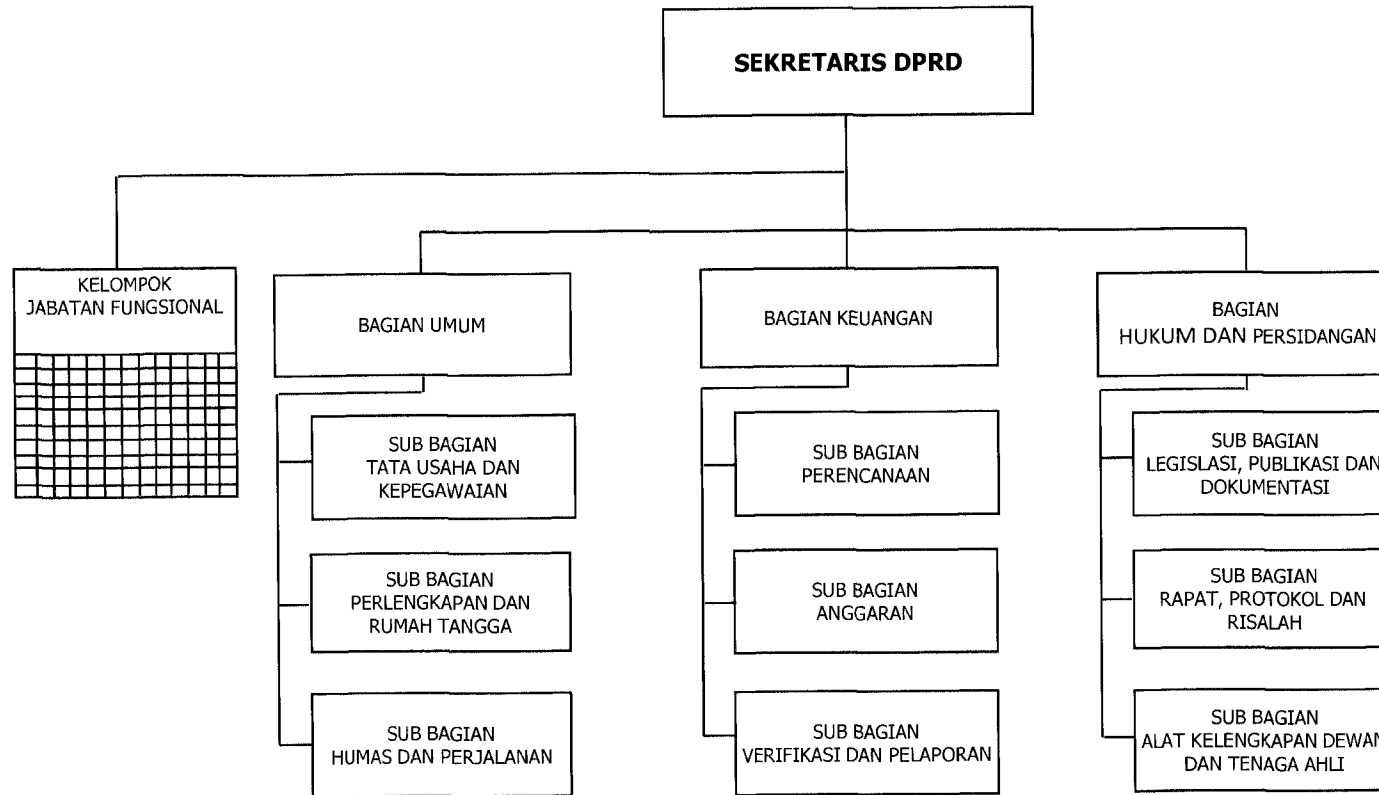 SEKRETARIS DPRD
KELOMPOK
JABATAN FUNGSIONAL
BAGIAN UMUM
BAGIAN KEUANGAN
BAGIAN
HUKUM DAN PERSIDANGAN
SUB BAGIAN
TATA USAHA DAN
KEPEGAWAIAN
SUB BAGIAN
PERENCANAAN
SUB BAGIAN
LEGISLASI, PUBLIKASI DAN
DOKUMENTASI
SUB BAGIAN
PERLENGKAPAN DAN
RUMAH TANGGA
SUB BAGIAN
ANGGARAN
SUB BAGIAN
RAPAT, PROTOKOL DAN
RISALAH
SUB BAGIAN
HUMAS DAN PERJALANAN
SUB BAGIAN
VERIFIKASI DAN PELAPORAN
SUB BAGIAN
ALAT KELENGKAPAN DEWAN
DAN TENAGA AHLI